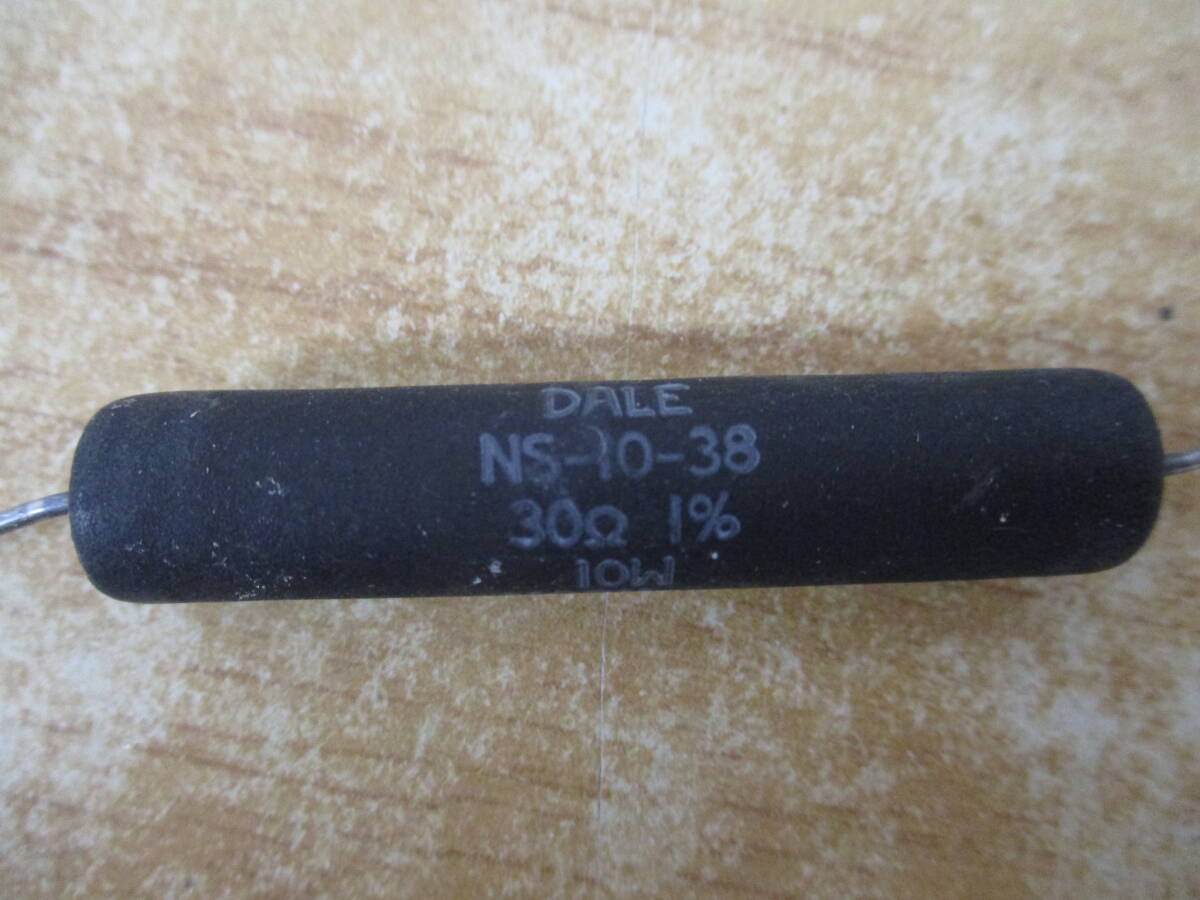 DALE
NS-10-38
30Ω 1%
10W